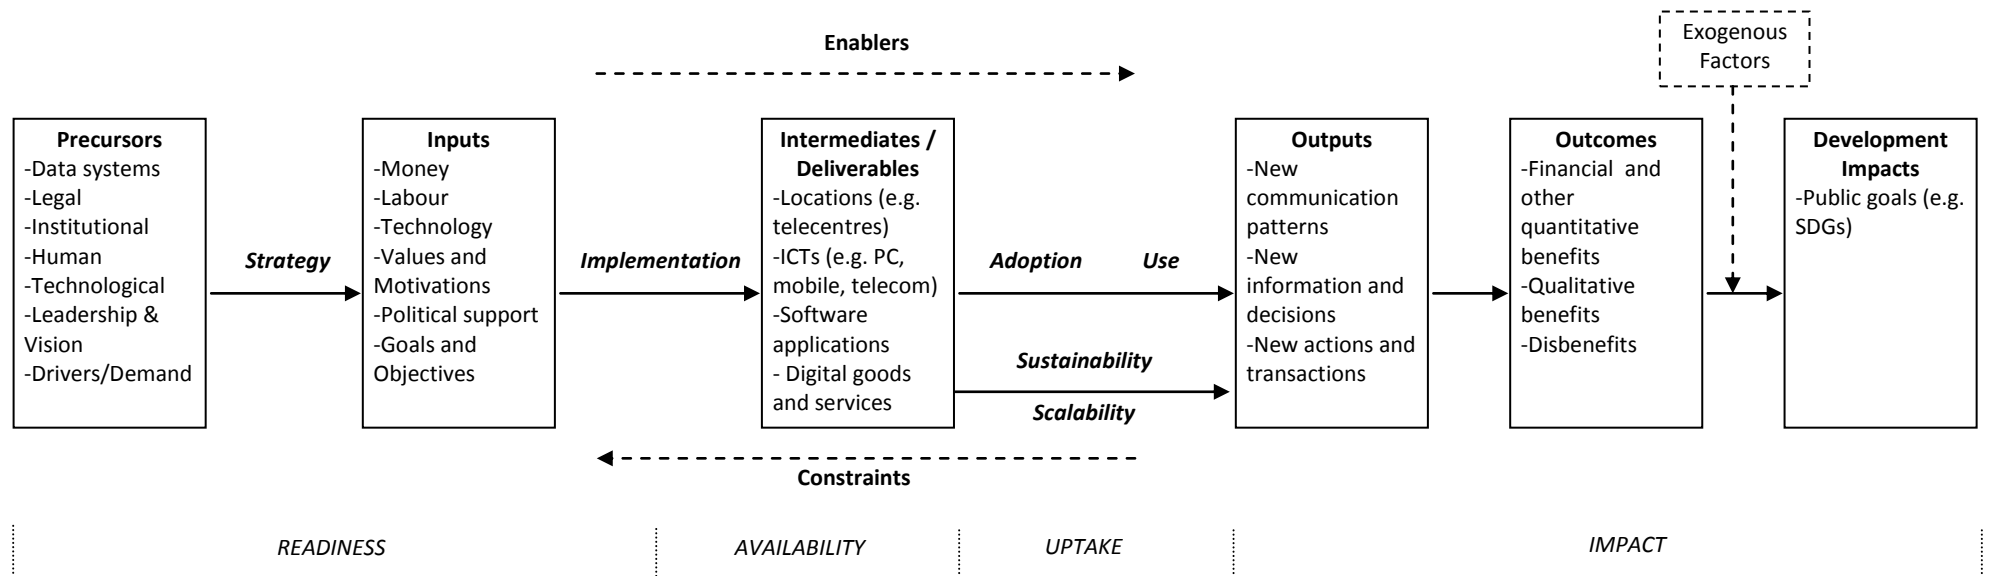 Enablers
Exogenous
Factors
Precursors
-Data systems
-Legal
-Institutional
-Human
-Technological
-Leadership &
Vision
-Drivers/Demand
Strategy
Inputs
-Money
-Labour
-Technology
-Values and
Motivations
-Political support
-Goals and
Objectives
Implementation
Intermediates /
Deliverables
-Locations (e.g.
telecentres)
-ICTs (e.g. PC,
mobile, telecom)
-Software
applications
- Digital goods
and services
Adoption
Use
Sustainability
Scalability
Outputs
-New
communication
patterns
-New
information and
decisions
-New actions and
transactions
Outcomes
-Financial and
other
quantitative
benefits
-Qualitative
benefits
-Disbenefits
Development
Impacts
-Public goals (e.g.
SDGs)
Constraints
READINESS
AVAILABILITY
UPTAKE
IMPACT